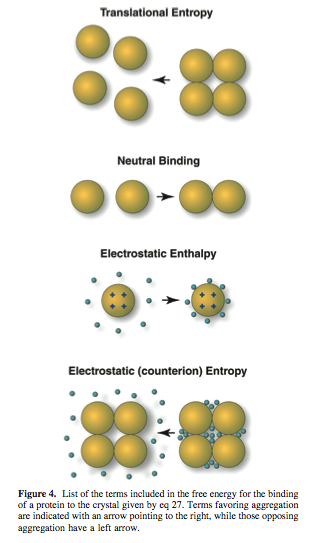 Translational Entropy
Neutral Binding
Electrostatic Enthalpy
Electrostatic (counterion) Entropy
Figure 4. List of the terms included in the free energy for the binding
of a protein to the crystal given by eq 27. Terms favoring aggregation
are indicated with an arrow pointing to the right, while those opposing
aggregation have a left arrow.